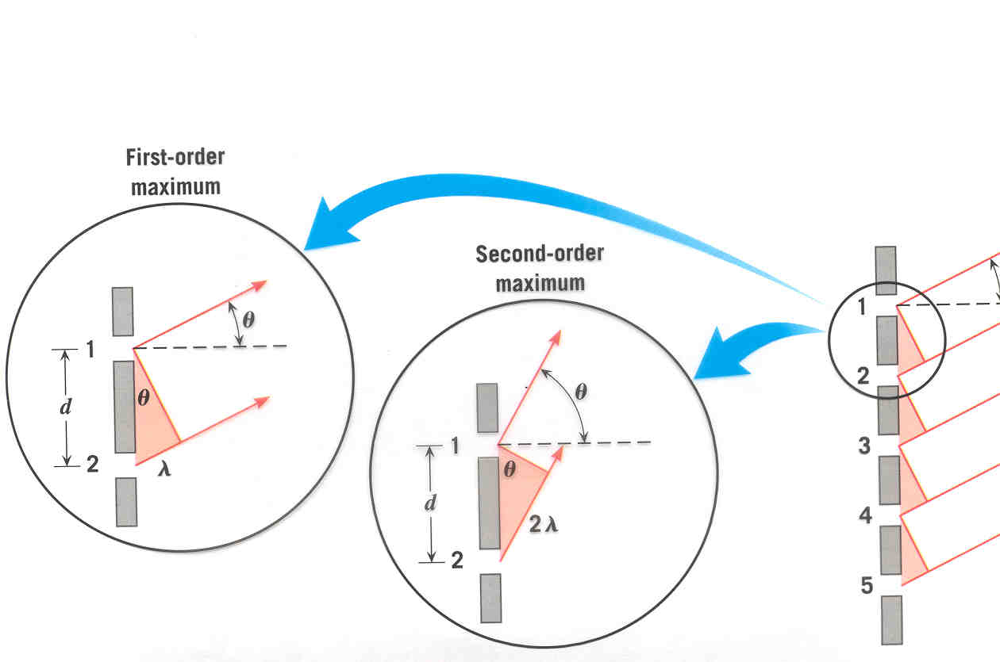 First-order
maximum
θ
1
d
θ
2
λ
Second-order
maximum
θ
1
θ
d
2λ
2
1
2
3
4
5